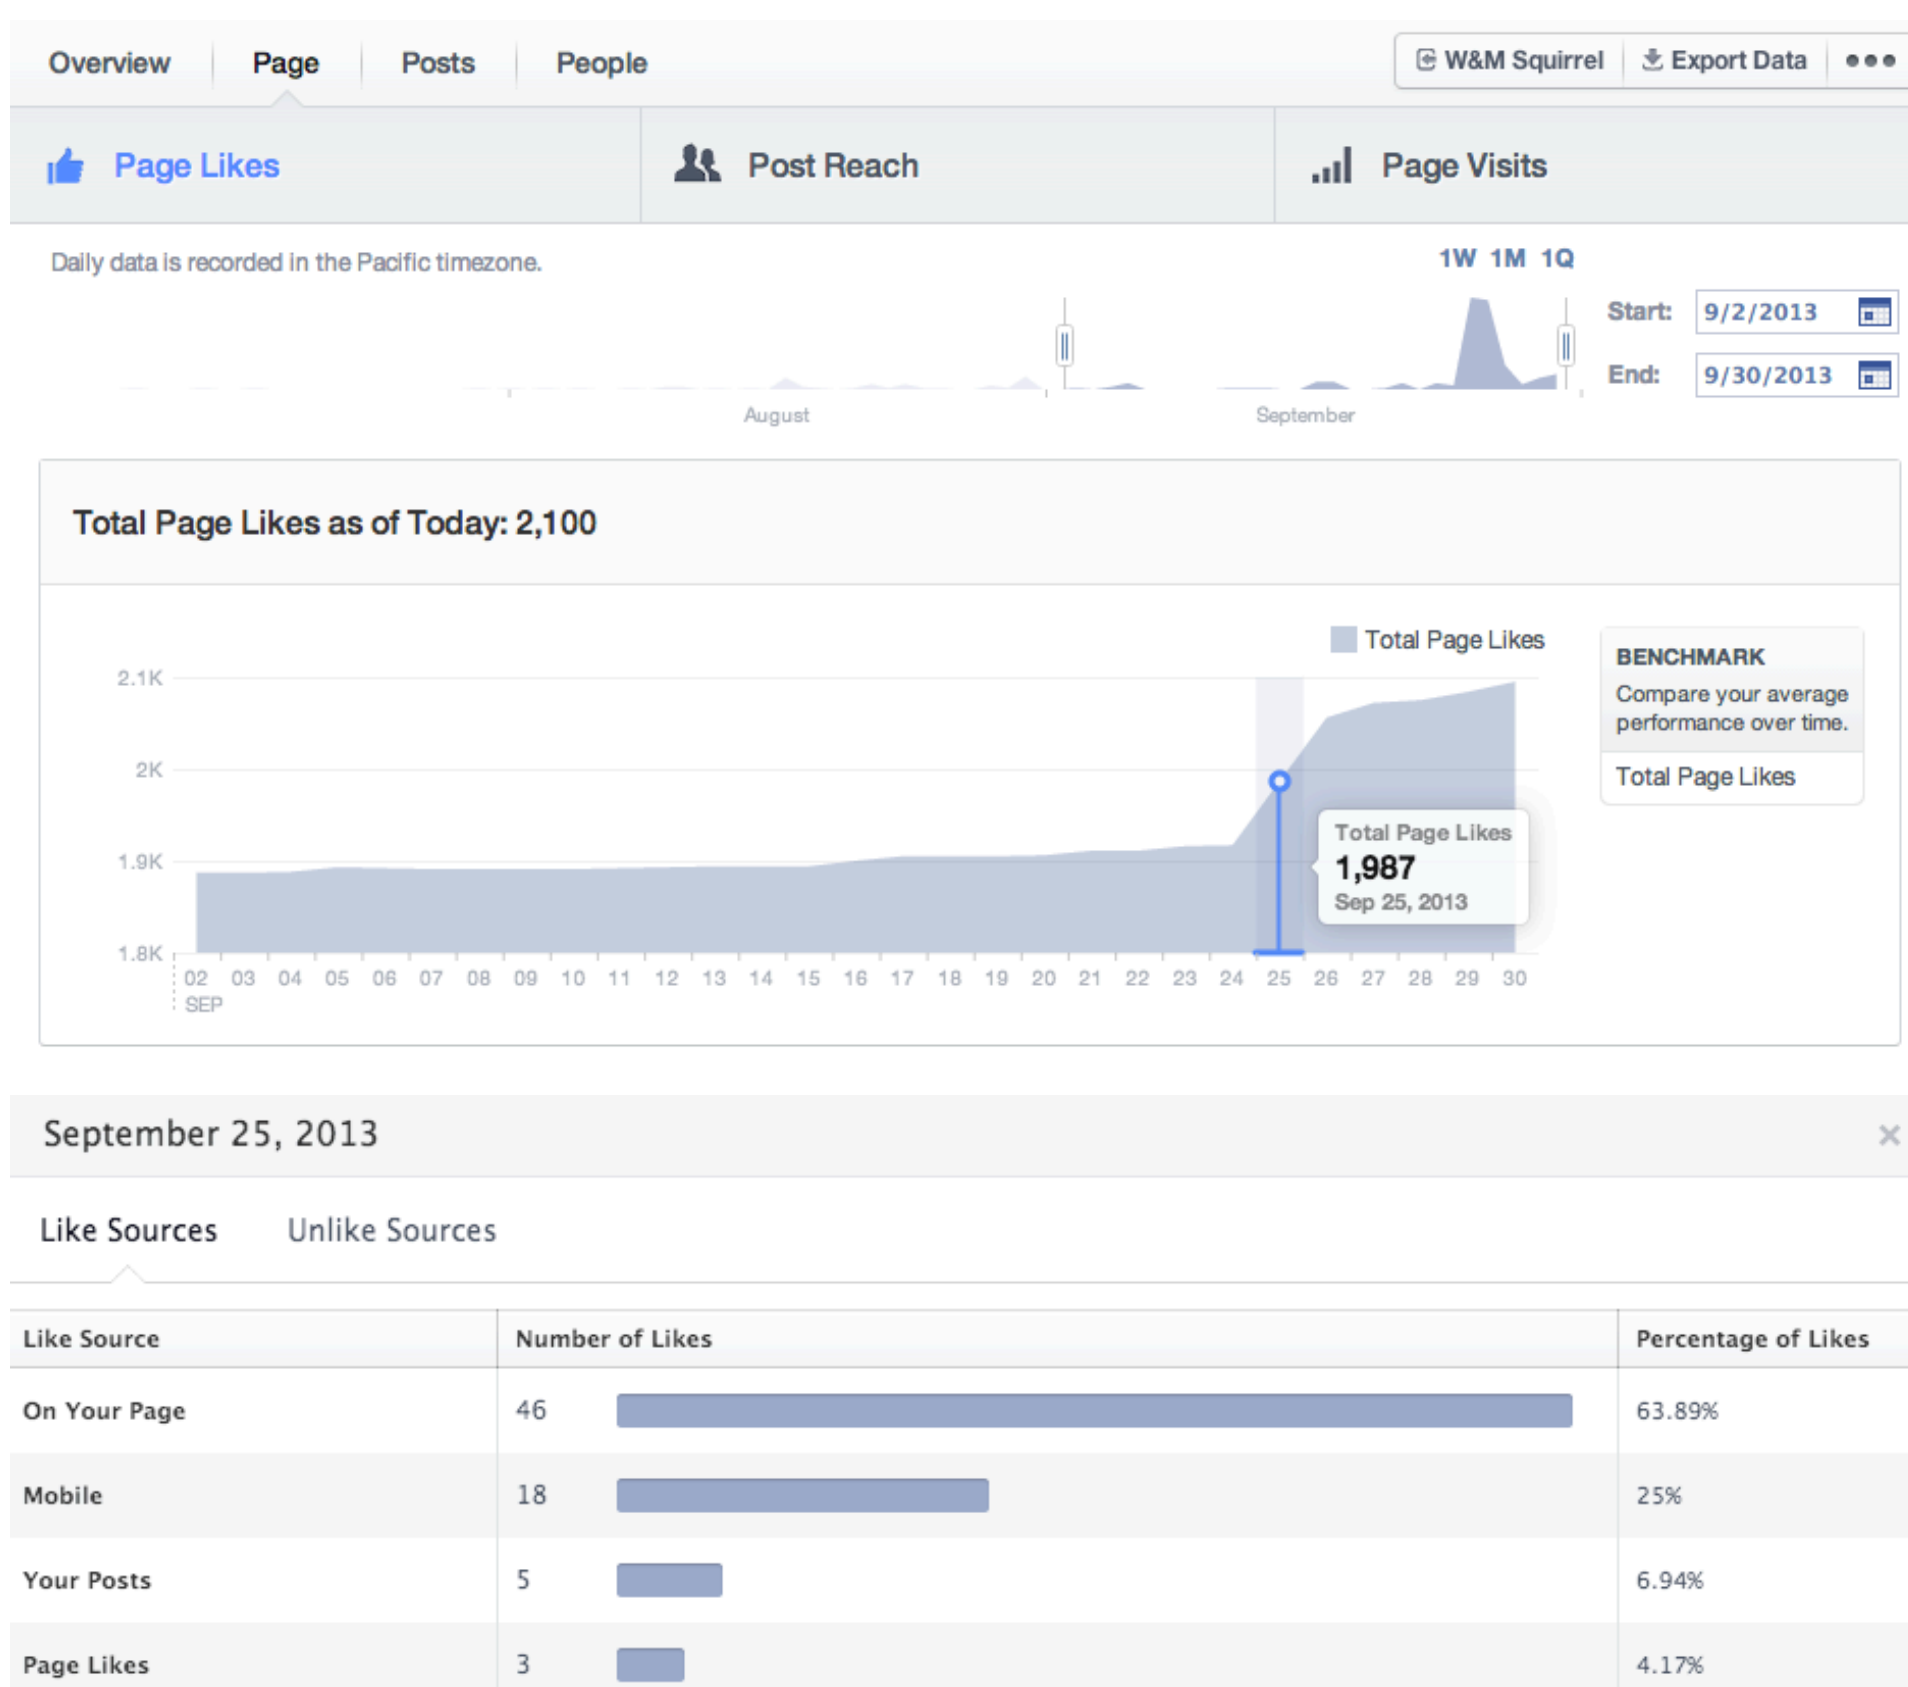 Overview Page Posts People W&M Squirrel Export Data
Page Likes Post Reach Page Visits
Daily data is recorded in the Pacific timezone.
1W 1M 1Q
Start: 9/2/2013
End: 9/30/2013
August September
Total Page Likes as of Today: 2,100
Total Page Likes
BENCHMARK
Compare your average
performance over time.
Total Page Likes
2.1K
2K
1.9K
1.8K
Total Page Likes
1,987
Sep 25, 2013
02 03 04 05 06 07 08 09 10 11 12 13 14 15 16 17 18 19 20 21 22 23 24 25 26 27 28 29 30
SEP
September 25, 2013
Like Sources Unlike Sources
Like Source Number of Likes Percentage of Likes
On Your Page 46 63.89%
Mobile 18 25%
Your Posts 5 6.94%
Page Likes 3 4.17%